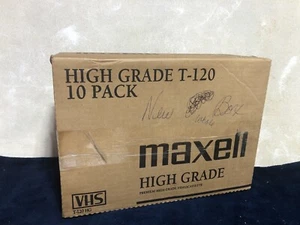 HIGH GRADE T-120
10 PACK
New Box
maxell
HIGH GRADE
VHS